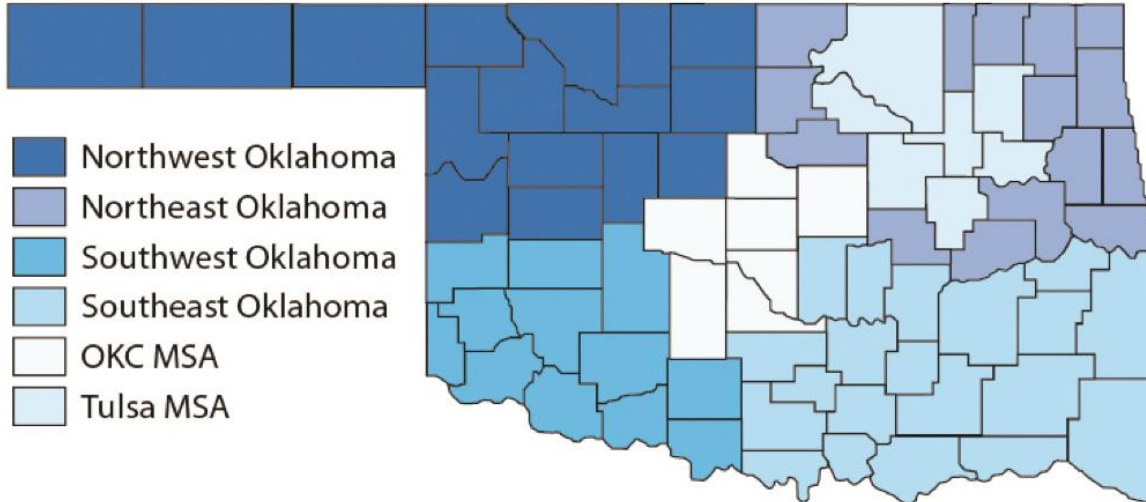 Northwest Oklahoma
Northeast Oklahoma
Southwest Oklahoma
Southeast Oklahoma
OKC MSA
Tulsa MSA